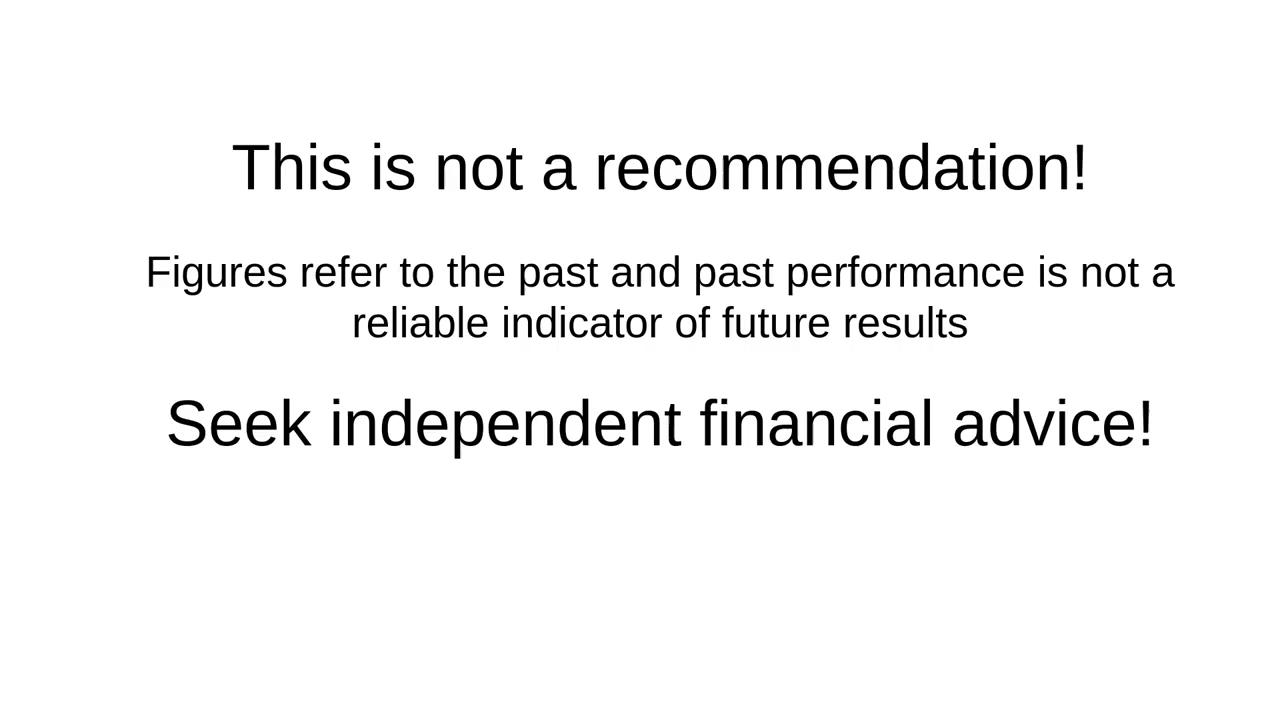 This is not a recommendation!
Figures refer to the past and past performance is not a
reliable indicator of future results
Seek independent financial advice!